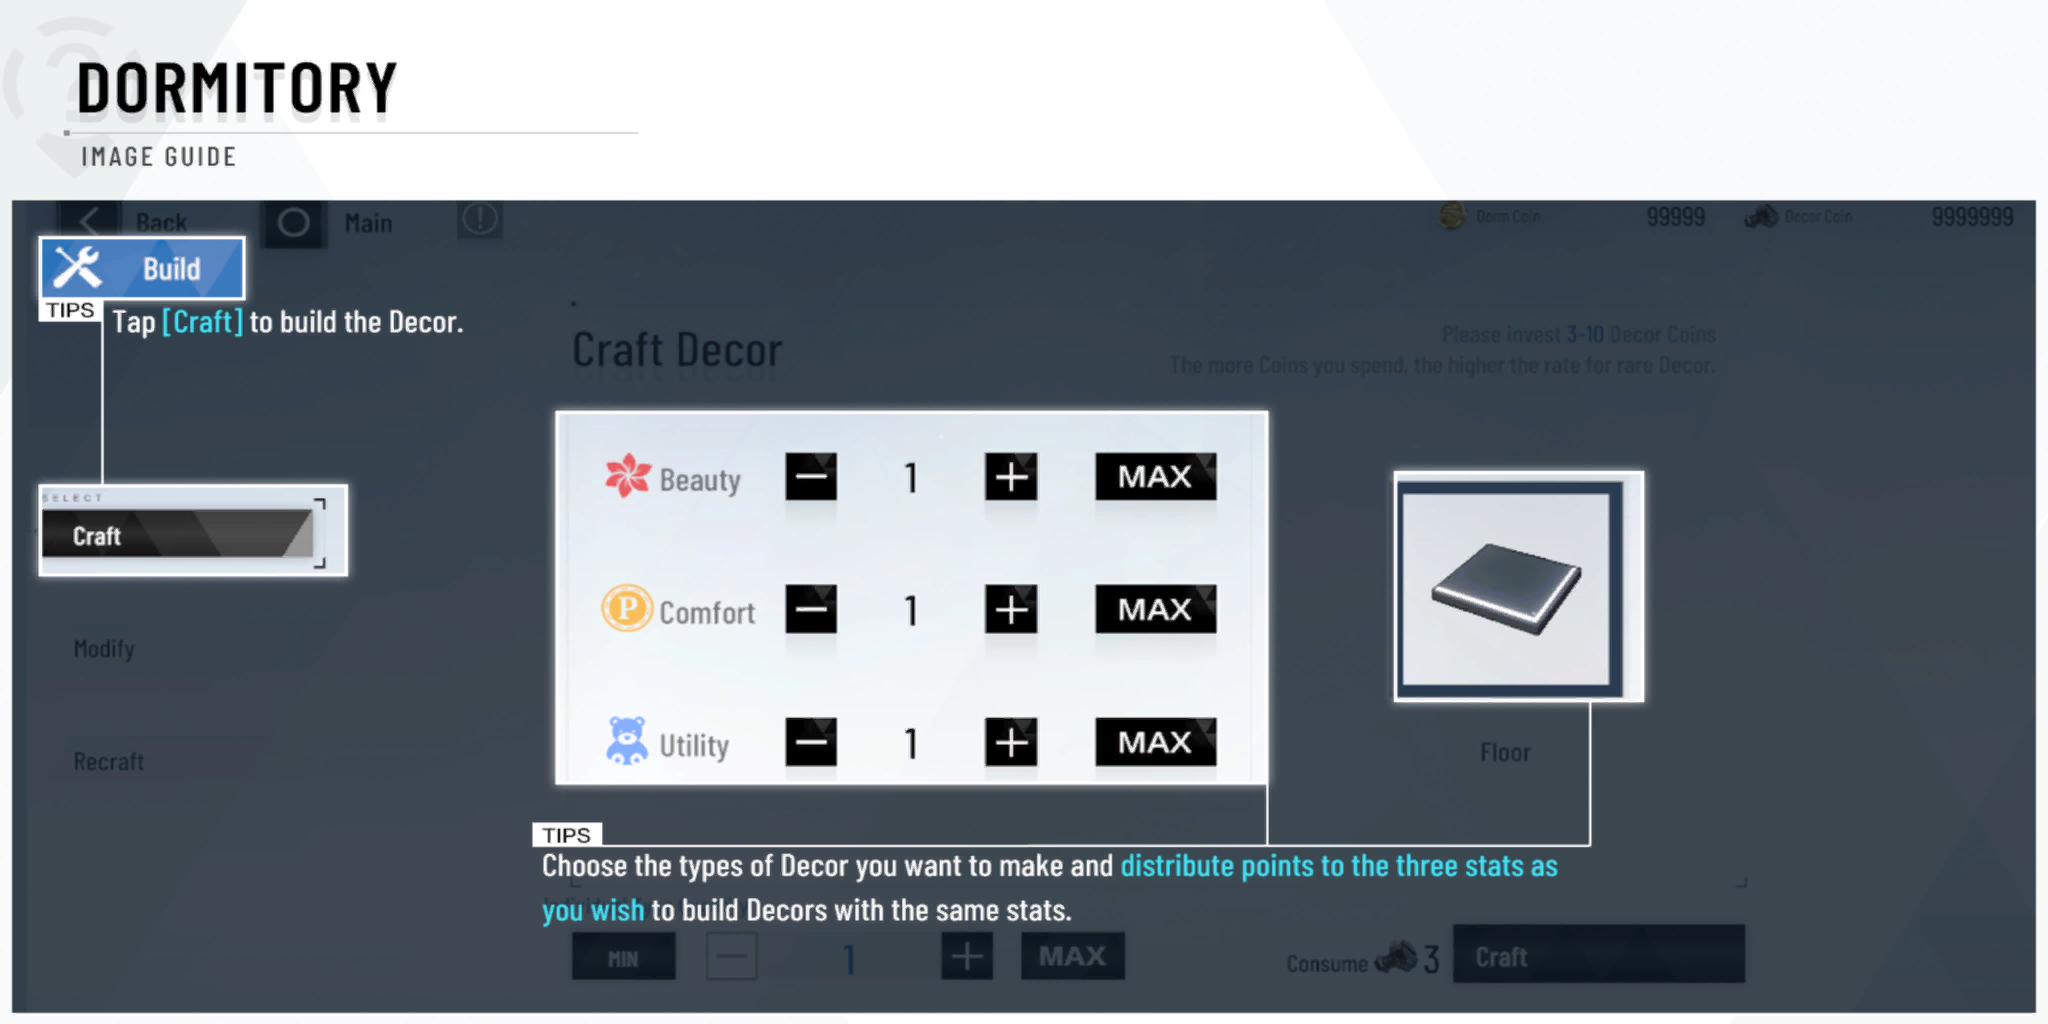 DORMITORY
IMAGE GUIDE
Back
Main
Dorm Coin
99999
Decor Coin
9999999
Build
TIPS
Tap [Craft] to build the Decor.
Craft Decor
Please invest 3-10 Decor Coins
The more Coins you spend, the higher the rate for rare Decor.
SELECT
Craft
Modify
Recraft
Beauty
1
MAX
Comfort
1
MAX
Utility
1
MAX
Floor
TIPS
Choose the types of Decor you want to make and distribute points to the three stats as
you wish to build Decors with the same stats.
MIN
1
MAX
Consume 3
Craft